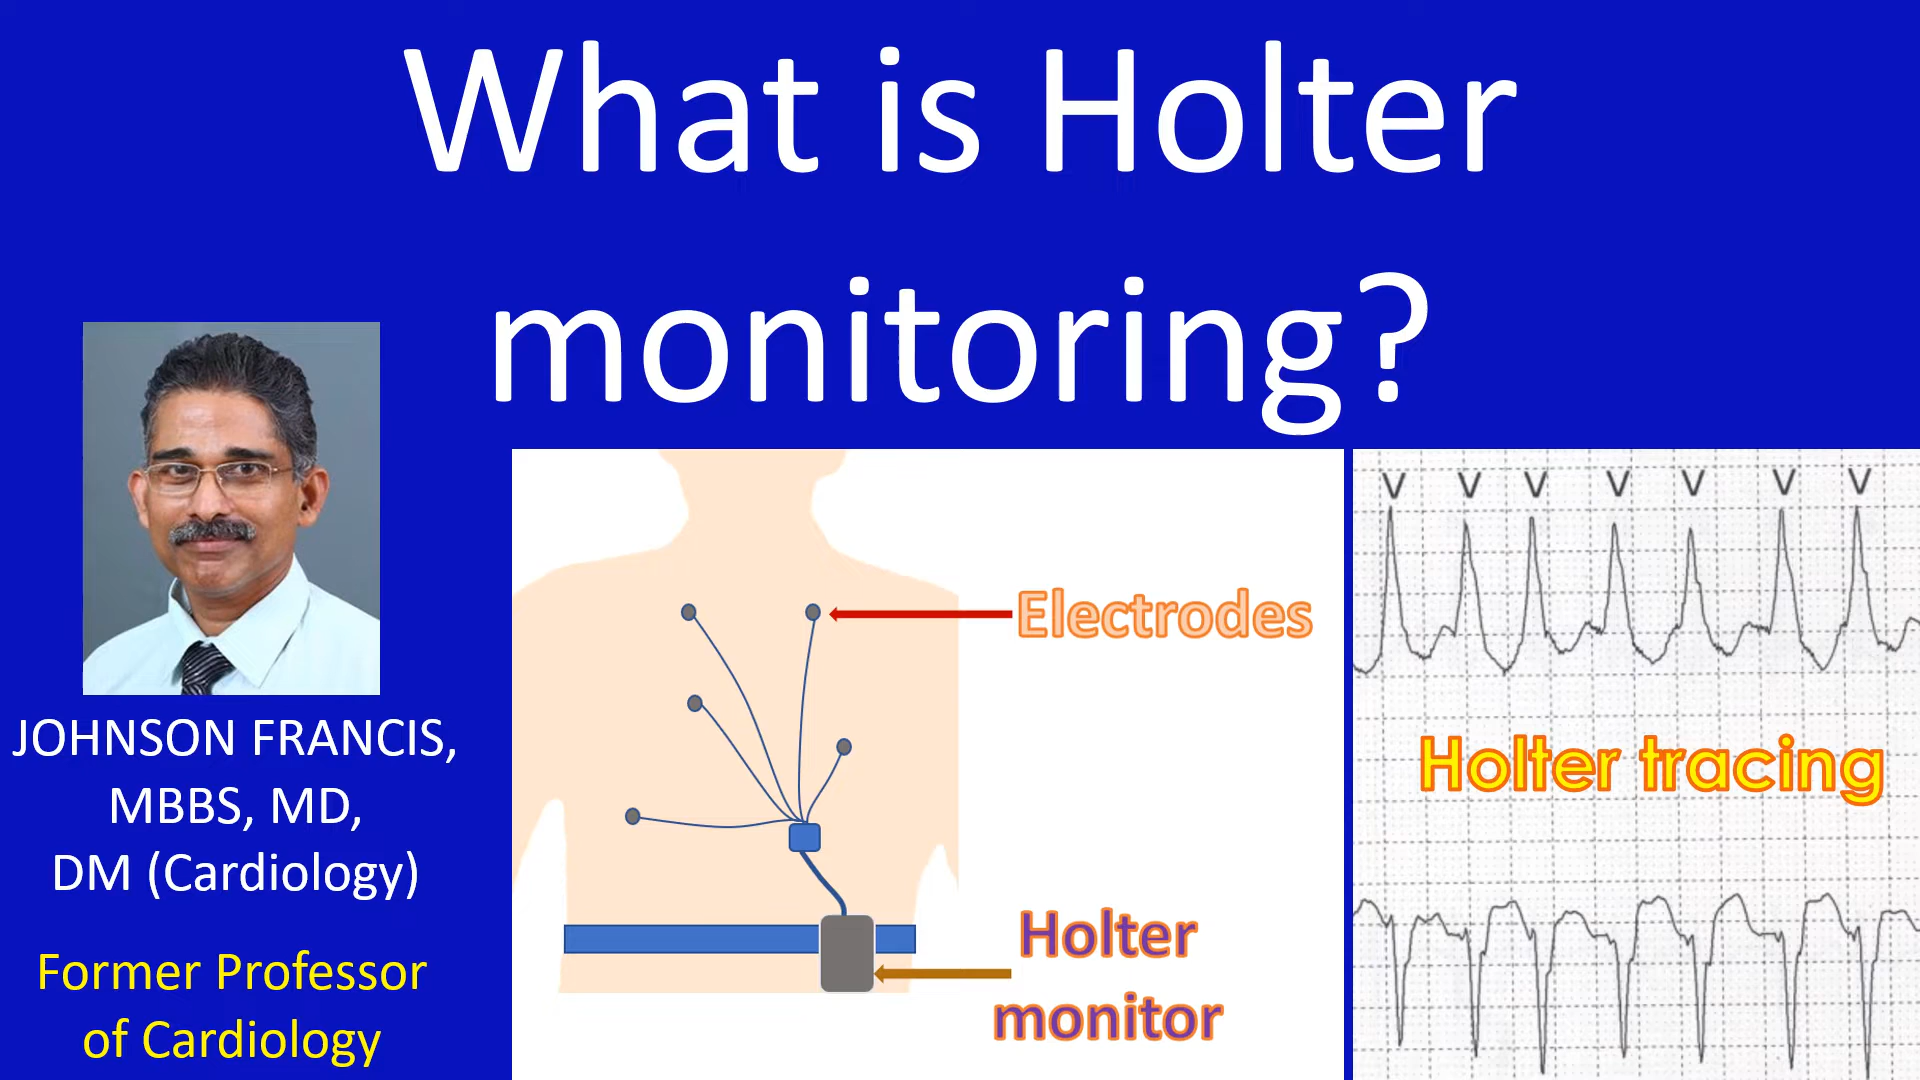 What is Holter
monitoring?
JOHNSON FRANCIS,
MBBS, MD,
DM (Cardiology)
Former Professor
of Cardiology
Electrodes
Holter
monitor
V V V V V V V
Holter tracing